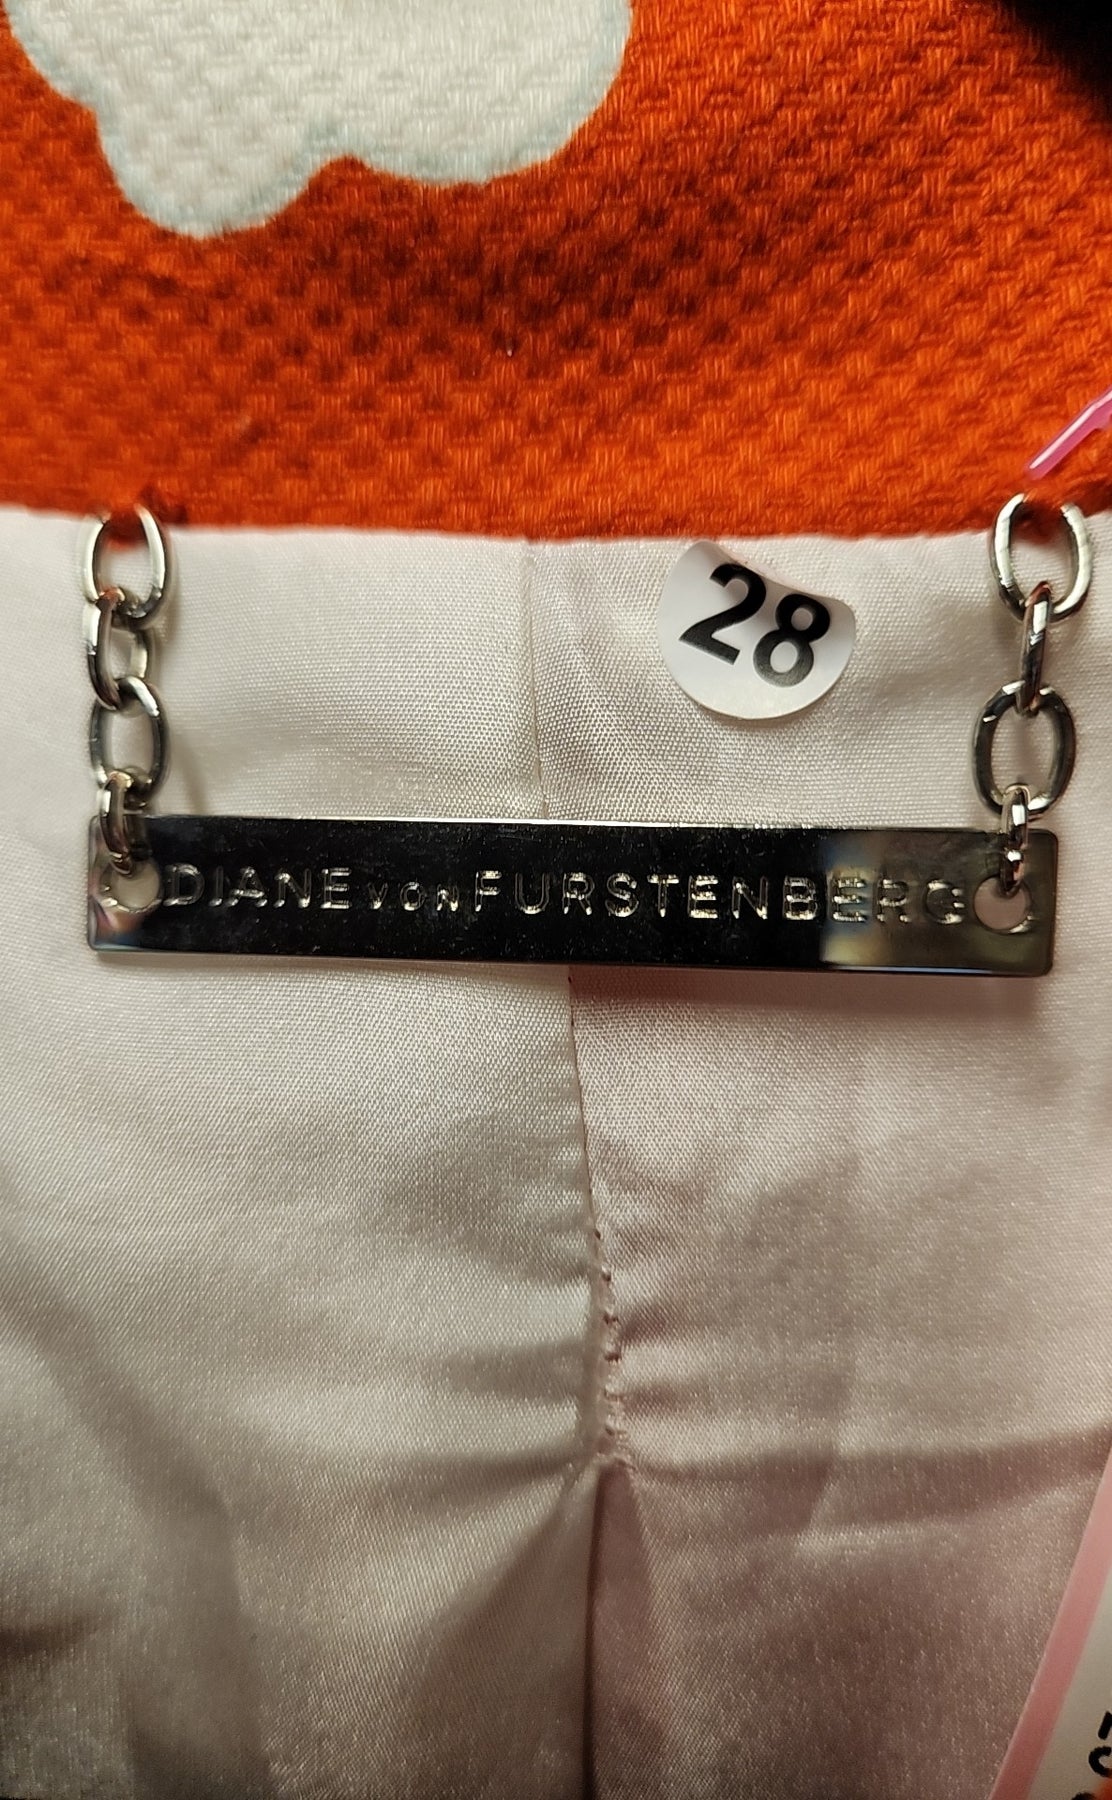 28
DIANE VON FURSTENBERG